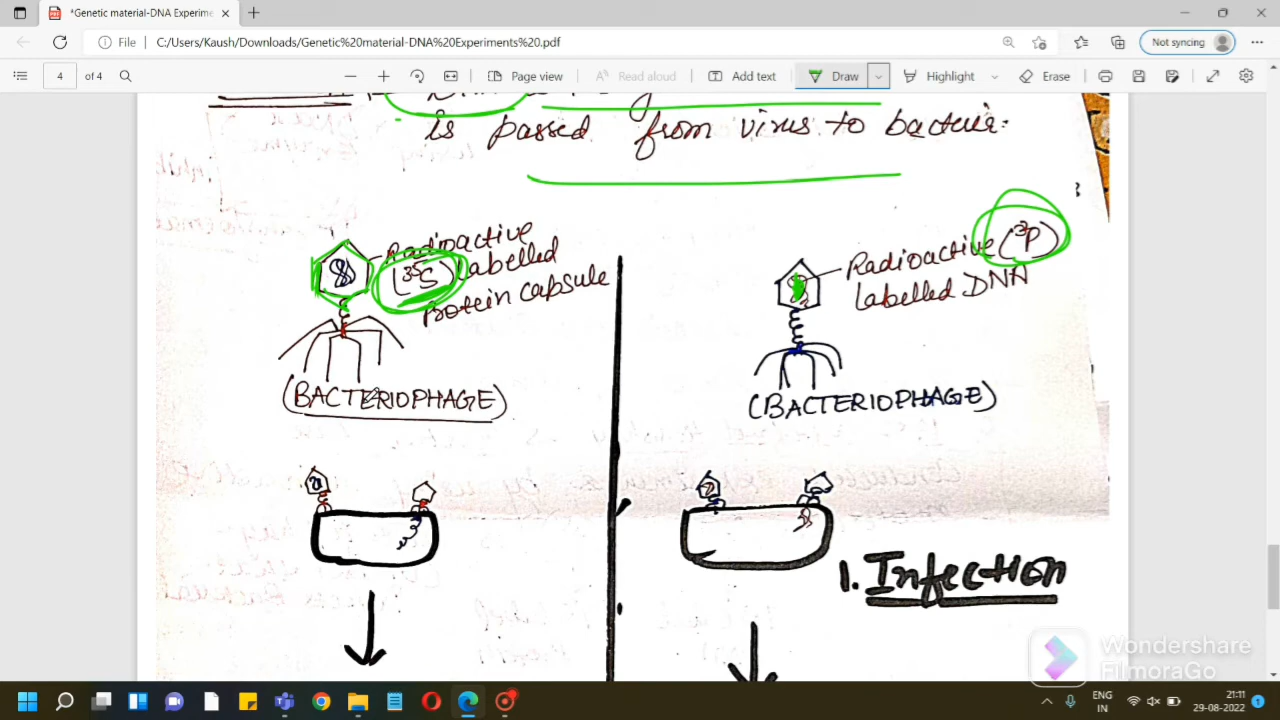 *Genetic material-DNA Experime
File
C:/Users/Kaush/Downloads/Genetic%20material-DNA%20Experiments%20.pdf
Not syncing
4 of 4
Page view
Read aloud
Add text
Draw
Highlight
Erase
is passed from virus to bacteria.
Radioactive
(35S) labelled
Protein capsule
Radioactive (32P)
labelled DNA
(BACTERIOPHAGE)
(BACTERIOPHAGE)
1. Infection
Wondershare
FilmoraGo
ENG
IN
21:11
29-08-2022
1